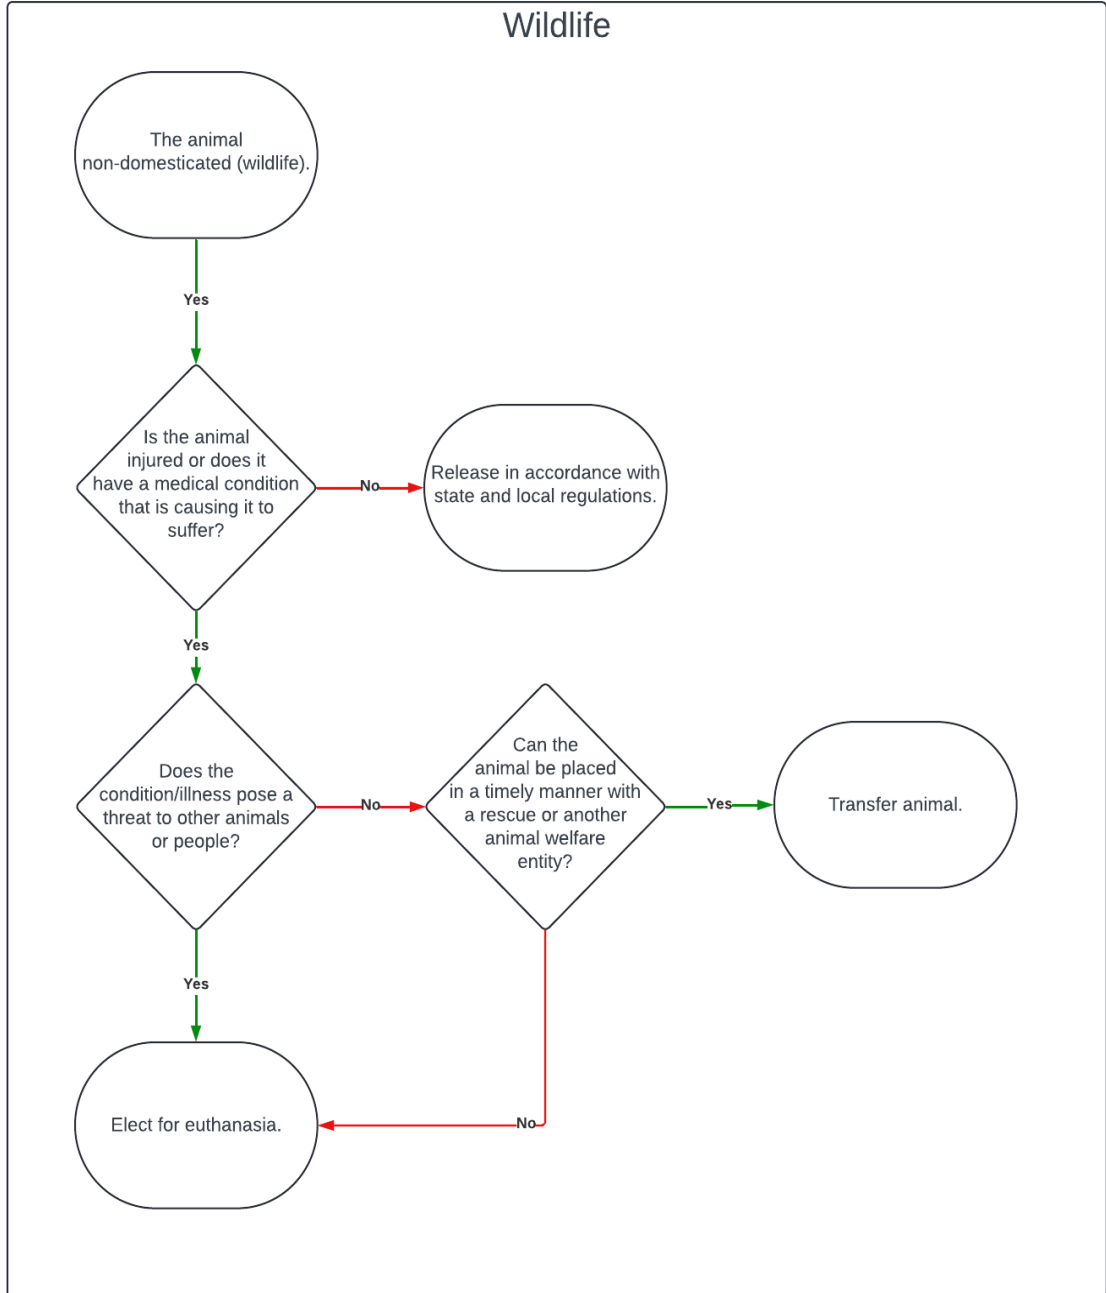 Wildlife
The animal
non-domesticated (wildlife).
Yes
Is the animal
injured or does it
have a medical condition
that is causing it to
suffer?
No
Release in accordance with
state and local regulations.
Yes
Does the
condition/illness pose a
threat to other animals
or people?
No
Can the
animal be placed
in a timely manner with
a rescue or another
animal welfare
entity?
Yes
Transfer animal.
Yes
Elect for euthanasia.
No